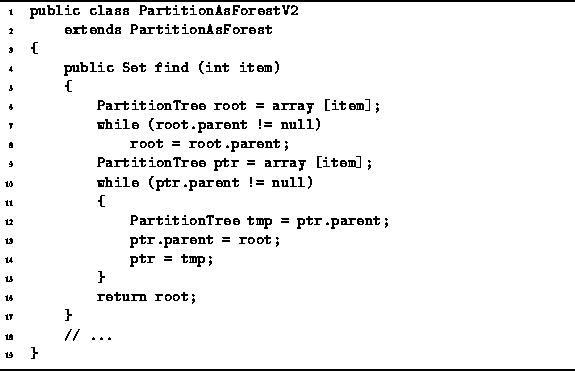 1 public class PartitionAsForestV2
2 extends PartitionAsForest
3 {
4 public Set find (int item)
5 {
6 PartitionTree root = array [item];
7 while (root.parent != null)
8 root = root.parent;
9 PartitionTree ptr = array [item];
10 while (ptr.parent != null)
11 {
12 PartitionTree tmp = ptr.parent;
13 ptr.parent = root;
14 ptr = tmp;
15 }
16 return root;
17 }
18 // ...
19 }